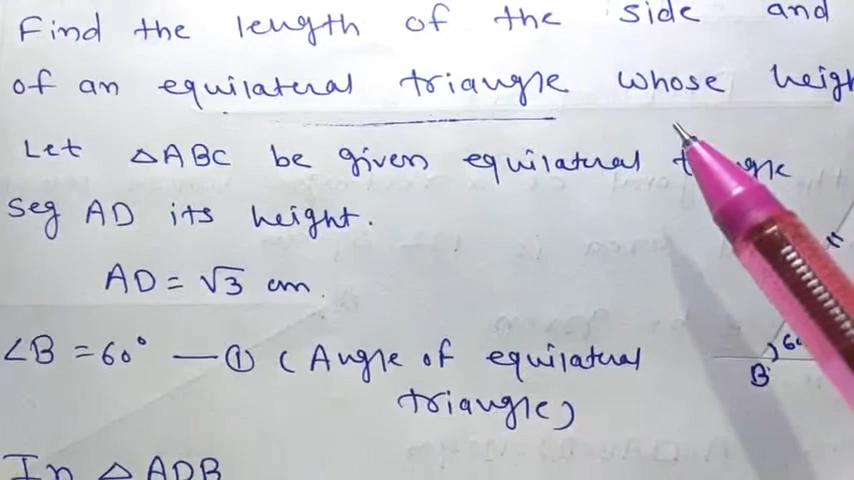 Find the length of the side and
of an equilateral triangle whose
Let △ABC be given equilateral
seg AD its height.
AD = √3 cm.
∠B = 60° — ① (Angle of equilateral
triangle)
B
In △ADB